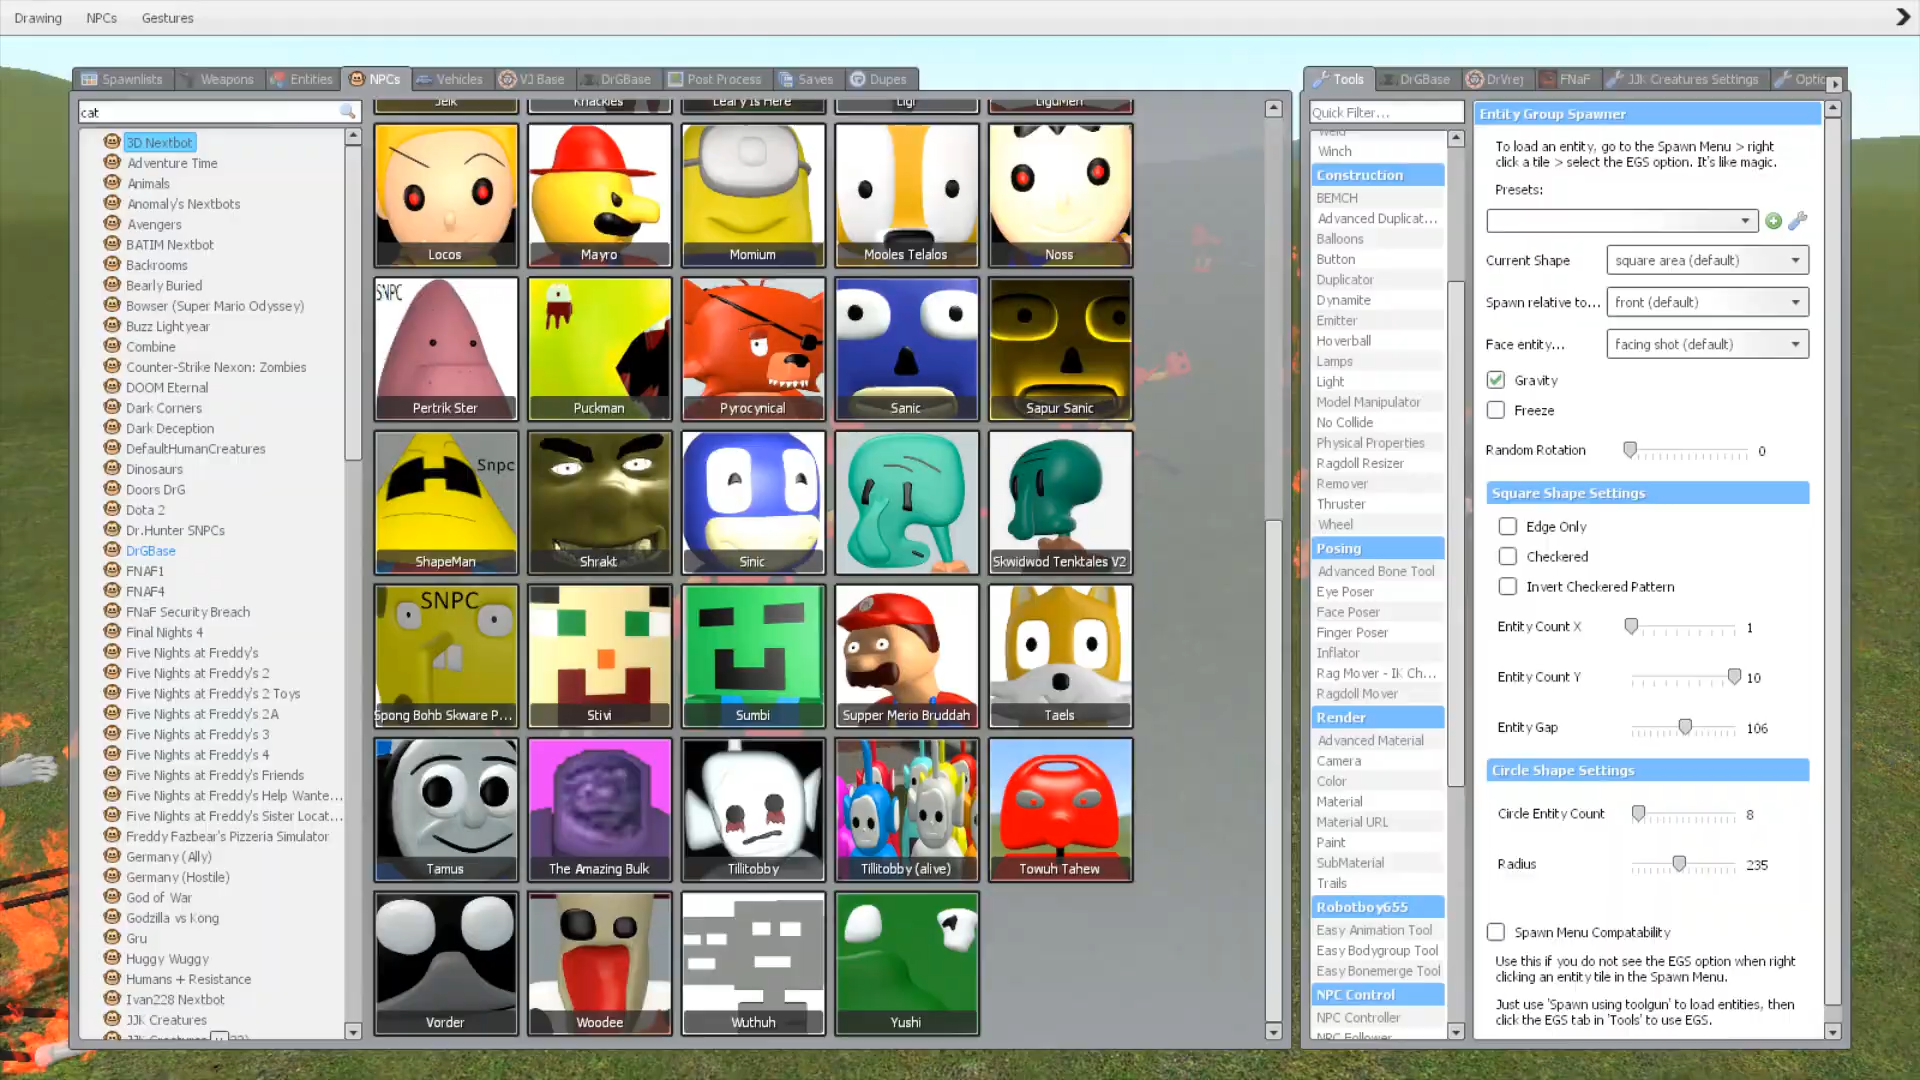 Drawing NPCs Gestures
Spawnlists Weapons Entities NPCs Vehicles VJ Base DrGBase Post Process Saves Dupes
cat
3D Nextbot
Adventure Time
Animals
Anomaly's Nextbots
Avengers
BATIM Nextbot
Backrooms
Bearly Buried
Bowser (Super Mario Odyssey)
Buzz Lightyear
Combine
Counter-Strike Nexon: Zombies
DOOM Eternal
Dark Corners
Dark Deception
DefaultHumanCreatures
Dinosaurs
Doors DrG
Dota 2
Dr.Hunter SNPCs
DrGBase
FNAF1
FNAF4
FNaF Security Breach
Final Nights 4
Five Nights at Freddy's
Five Nights at Freddy's 2
Five Nights at Freddy's 2 Toys
Five Nights at Freddy's 2A
Five Nights at Freddy's 3
Five Nights at Freddy's 4
Five Nights at Freddy's Friends
Five Nights at Freddy's Help Wante...
Five Nights at Freddy's Sister Locat...
Freddy Fazbear's Pizzeria Simulator
Germany (Ally)
Germany (Hostile)
God of War
Godzilla vs Kong
Gru
Huggy Wuggy
Humans + Resistance
Ivan228 Nextbot
JJK Creatures
Jelk Knackles Leary Is Here Ligi LiguMen
Locos Mayro Momium Mooles Telalos Noss
SNPC
Pertrik Ster Puckman Pyrocynical Sanic Sapur Sanic
Snpc
ShapeMan Shrakt Sinic Skwidwod Tenktales V2
SNPC
Spong Bohb Skware P... Stivi Sumbi Supper Merio Bruddah Taels
Tamus The Amazing Bulk Tillitobby Tillitobby (alive) Towuh Tahew
Vorder Woodee Wuthuh Yushi
Tools DrGBase DrVrej FNaF JJK Creatures Settings Optic
Quick Filter...
Weld
Winch
Construction
BEMCH
Advanced Duplicat...
Balloons
Button
Duplicator
Dynamite
Emitter
Hoverball
Lamps
Light
Model Manipulator
No Collide
Physical Properties
Ragdoll Resizer
Remover
Thruster
Wheel
Posing
Advanced Bone Tool
Eye Poser
Face Poser
Finger Poser
Inflator
Rag Mover - IK Ch...
Ragdoll Mover
Render
Advanced Material
Camera
Color
Material
Material URL
Paint
SubMaterial
Trails
Robotboy655
Easy Animation Tool
Easy Bodygroup Tool
Easy Bonemerge Tool
NPC Control
NPC Controller
NPC Follower
Entity Group Spawner
To load an entity, go to the Spawn Menu > right
click a tile > select the EGS option. It's like magic.
Presets:
Current Shape square area (default)
Spawn relative to... front (default)
Face entity... facing shot (default)
Gravity
Freeze
Random Rotation 0
Square Shape Settings
Edge Only
Checkered
Invert Checkered Pattern
Entity Count X 1
Entity Count Y 10
Entity Gap 106
Circle Shape Settings
Circle Entity Count 8
Radius 235
Spawn Menu Compatability
Use this if you do not see the EGS option when right
clicking an entity tile in the Spawn Menu.
Just use 'Spawn using toolgun' to load entities, then
click the EGS tab in 'Tools' to use EGS.